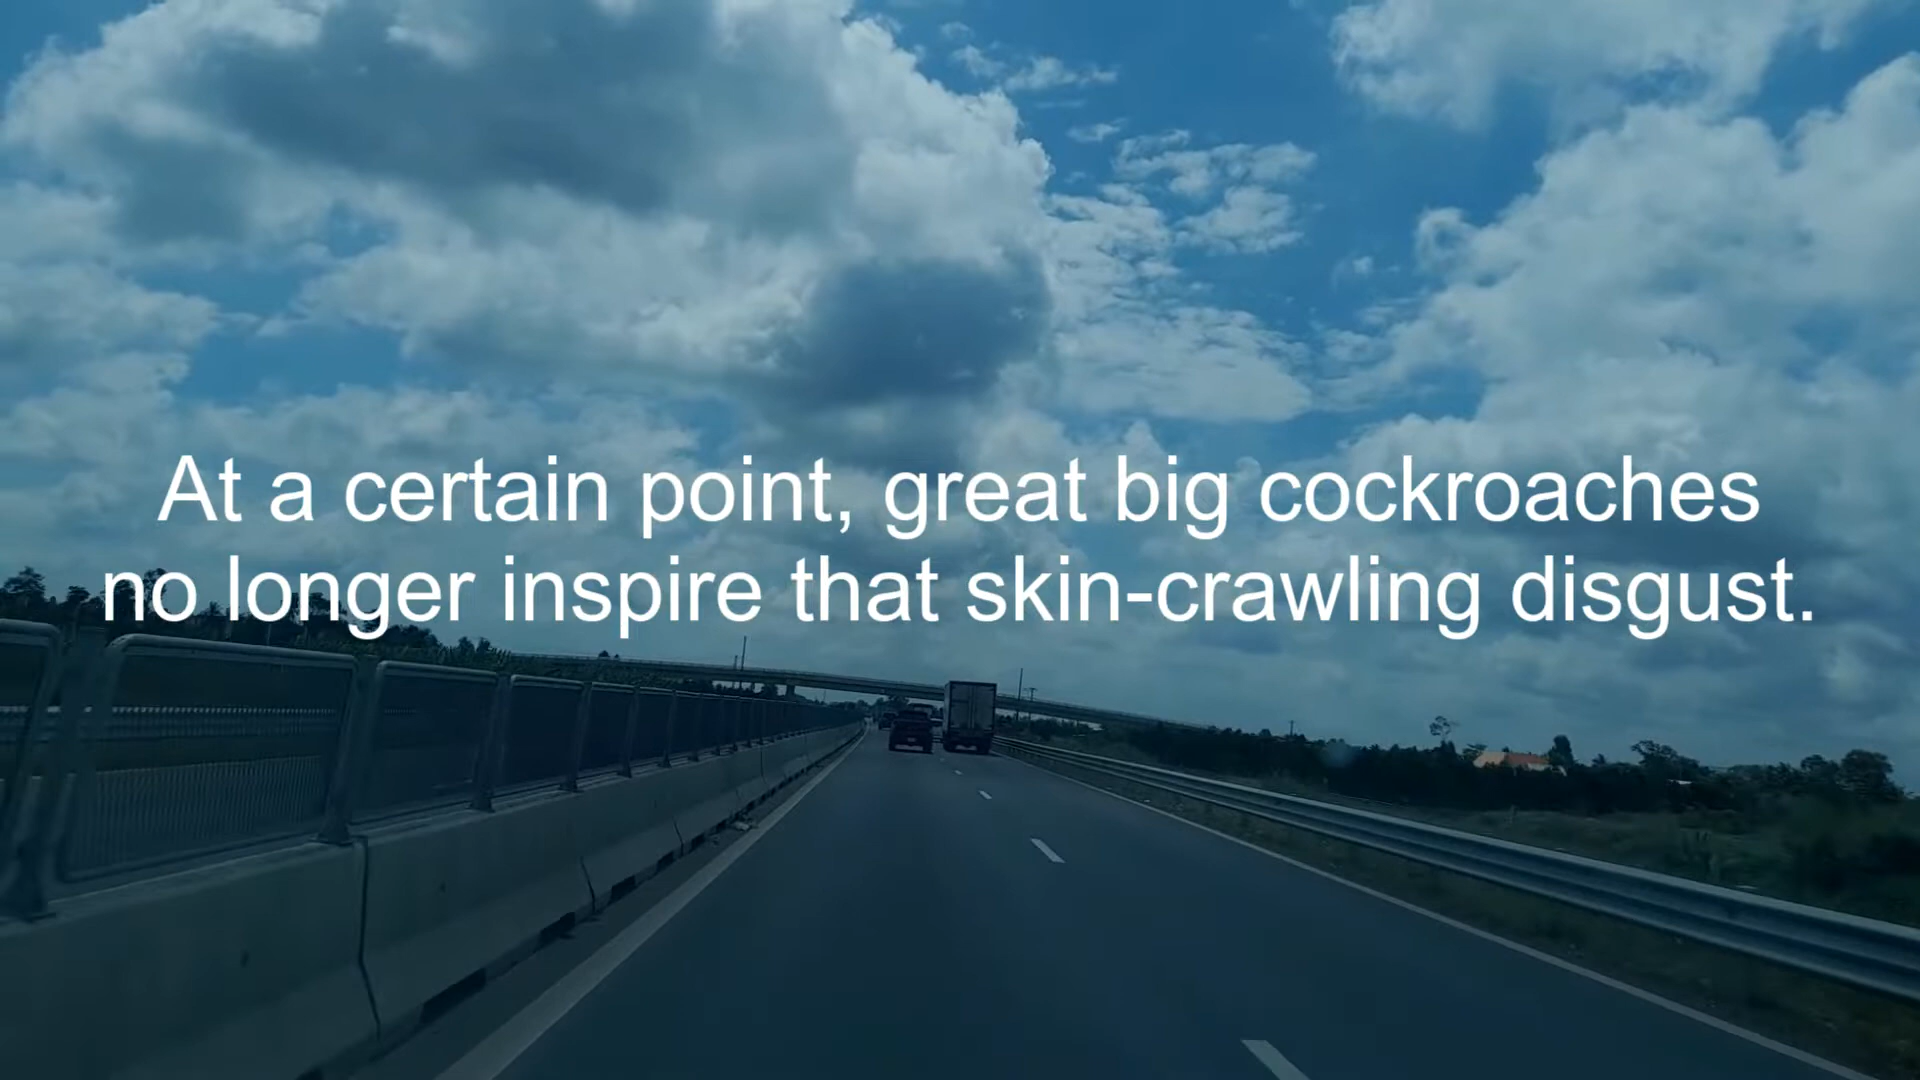 At a certain point, great big cockroaches
no longer inspire that skin-crawling disgust.